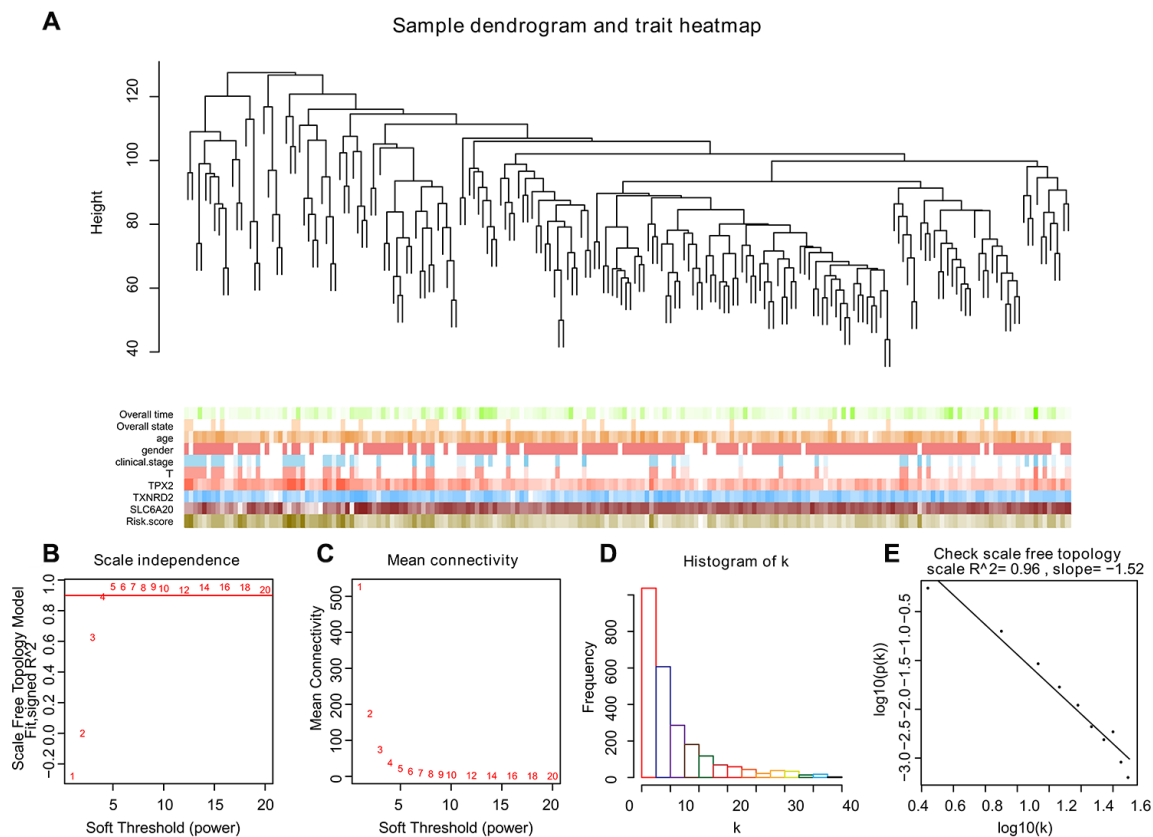 A
Sample dendrogram and trait heatmap
Height
120
100
80
60
40
Overall time
Overall state
age
gender
clinical.stage
T
TPX2
TXNRD2
SLC6A20
Risk.score
B
Scale independence
Scale Free Topology Model
Fit,signed R^2
1.0
0.8
0.6
0.4
0.2
0.0
−0.2
1
2
3
4
5 6 7 8 9 10 12 14 16 18 20
5 10 15 20
Soft Threshold (power)
C
Mean connectivity
Mean Connectivity
500
400
300
200
100
0
1
2
3
4
5 6 7 8 9 10 12 14 16 18 20
5 10 15 20
Soft Threshold (power)
D
Histogram of k
Frequency
800
600
400
200
0
0 10 20 30 40
k
E
Check scale free topology
scale R^2= 0.96 , slope= −1.52
log10(p(k))
−0.5
−1.0
−1.5
−2.0
−2.5
−3.0
0.4 0.6 0.8 1.0 1.2 1.4 1.6
log10(k)